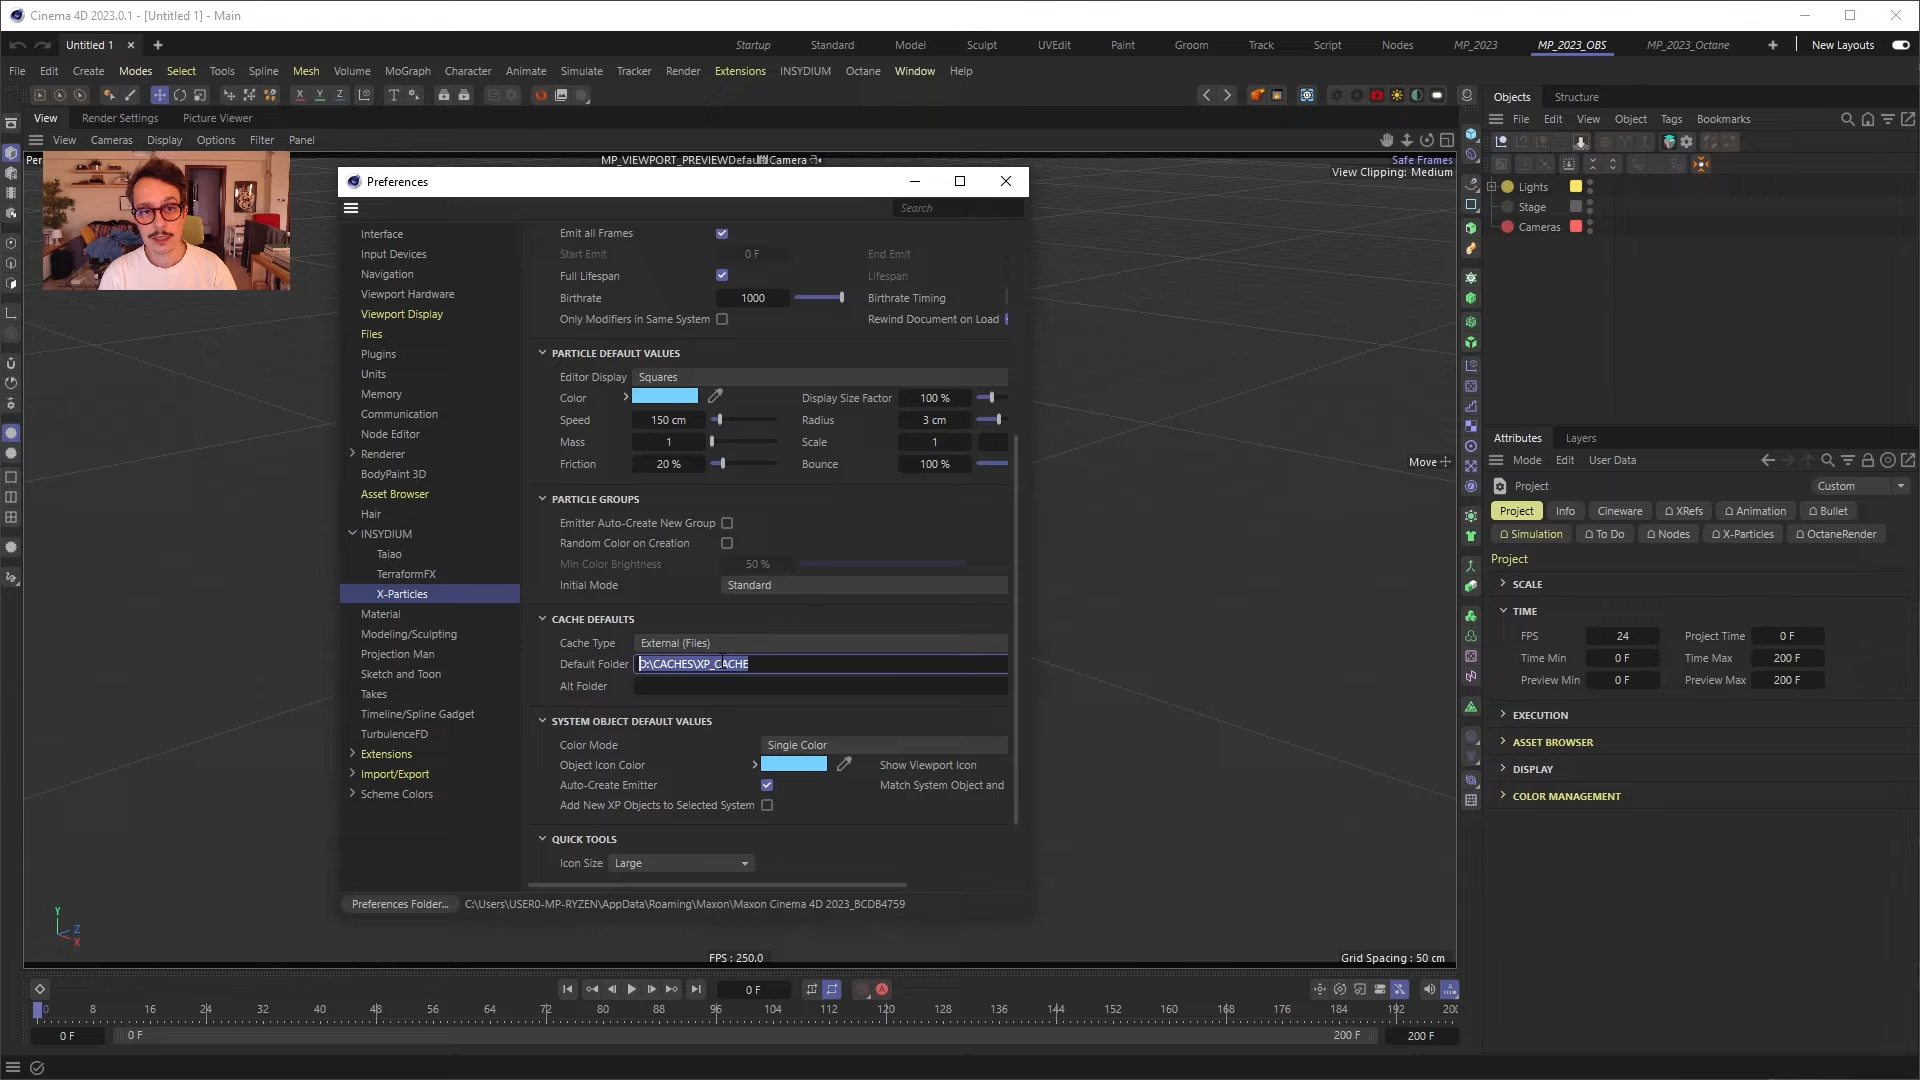 Cinema 4D 2023.0.1 - [Untitled 1] - Main
Untitled 1
Startup Standard Model Sculpt UVEdit Paint Groom Track Script Nodes MP_2023 MP_2023_OBS MP_2023_Octane New Layouts
File Edit Create Modes Select Tools Spline Mesh Volume MoGraph Character Animate Simulate Tracker Render Extensions INSYDIUM Octane Window Help
X Y Z
View Render Settings Picture Viewer
View Cameras Display Options Filter Panel
Per
MP_VIEWPORT_PREVIEW
Camera
Safe Frames
View Clipping: Medium
Preferences
Search
Interface
Input Devices
Navigation
Viewport Hardware
Viewport Display
Files
Plugins
Units
Memory
Communication
Node Editor
Renderer
BodyPaint 3D
Asset Browser
Hair
INSYDIUM
Taiao
TerraformFX
X-Particles
Material
Modeling/Sculpting
Projection Man
Sketch and Toon
Takes
Timeline/Spline Gadget
TurbulenceFD
Extensions
Import/Export
Scheme Colors
Emit all Frames
Start Emit 0 F End Emit
Full Lifespan Lifespan
Birthrate 1000 Birthrate Timing
Only Modifiers in Same System Rewind Document on Load
PARTICLE DEFAULT VALUES
Editor Display Squares
Color Display Size Factor 100 %
Speed 150 cm Radius 3 cm
Mass 1 Scale 1
Friction 20 % Bounce 100 %
PARTICLE GROUPS
Emitter Auto-Create New Group
Random Color on Creation
Min Color Brightness 50 %
Initial Mode Standard
CACHE DEFAULTS
Cache Type External (Files)
Default Folder D:\CACHES\XP_CACHE
Alt Folder
SYSTEM OBJECT DEFAULT VALUES
Color Mode Single Color
Object Icon Color Show Viewport Icon
Auto-Create Emitter Match System Object and
Add New XP Objects to Selected System
QUICK TOOLS
Icon Size Large
Preferences Folder... C:\Users\USER0-MP-RYZEN\AppData\Roaming\Maxon\Maxon Cinema 4D 2023_BCDB4759
Move
Y
Z
X
FPS : 250.0
Grid Spacing : 50 cm
0 F
0 8 16 24 32 40 48 56 64 72 80 88 96 104 112 120 128 136 144 152 160 168 176 184 192 20
0 F 0 F 200 F 200 F
Objects Structure
File Edit View Object Tags Bookmarks
Lights
Stage
Cameras
Attributes Layers
Mode Edit User Data
Project Custom
Project Info Cineware XRefs Animation Bullet
Simulation To Do Nodes X-Particles OctaneRender
Project
SCALE
TIME
FPS 24 Project Time 0 F
Time Min 0 F Time Max 200 F
Preview Min 0 F Preview Max 200 F
EXECUTION
ASSET BROWSER
DISPLAY
COLOR MANAGEMENT